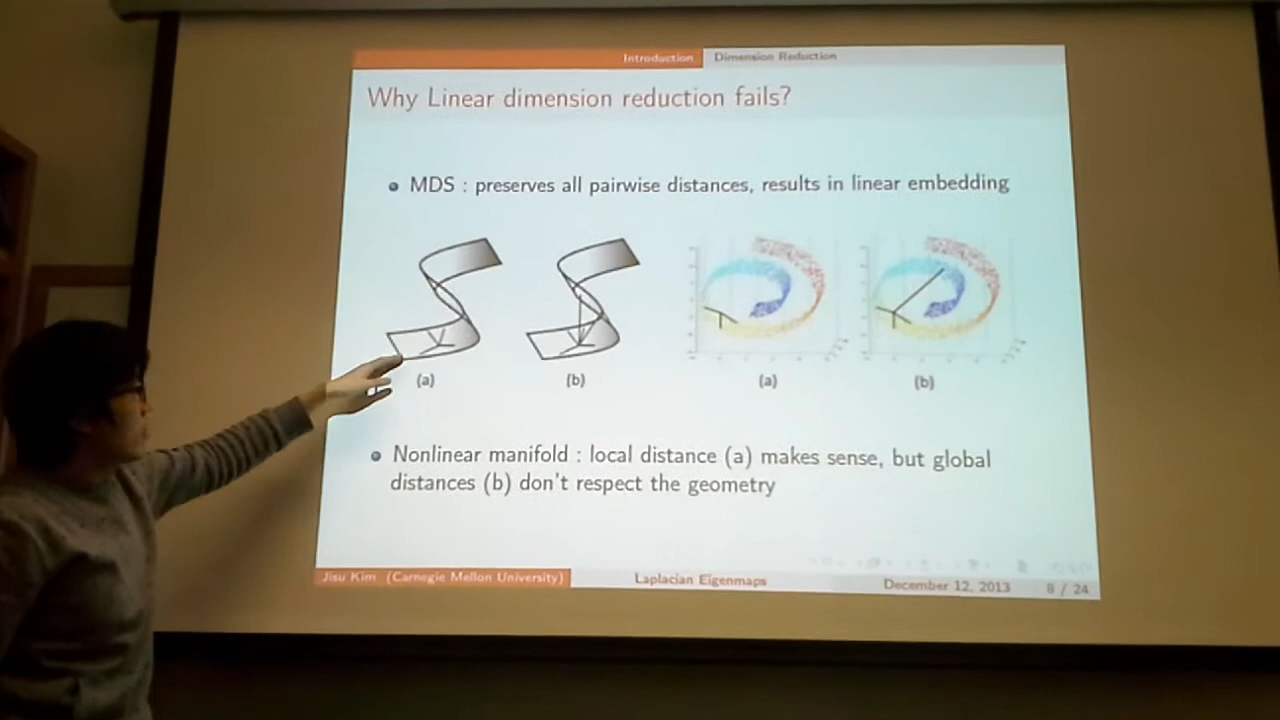 Introduction Dimension Reduction
Why Linear dimension reduction fails?
MDS : preserves all pairwise distances, results in linear embedding
(a) (b) (a) (b)
Nonlinear manifold : local distance (a) makes sense, but global
distances (b) don't respect the geometry
Jisu Kim (Carnegie Mellon University) Laplacian Eigenmaps December 12, 2013 8 / 24